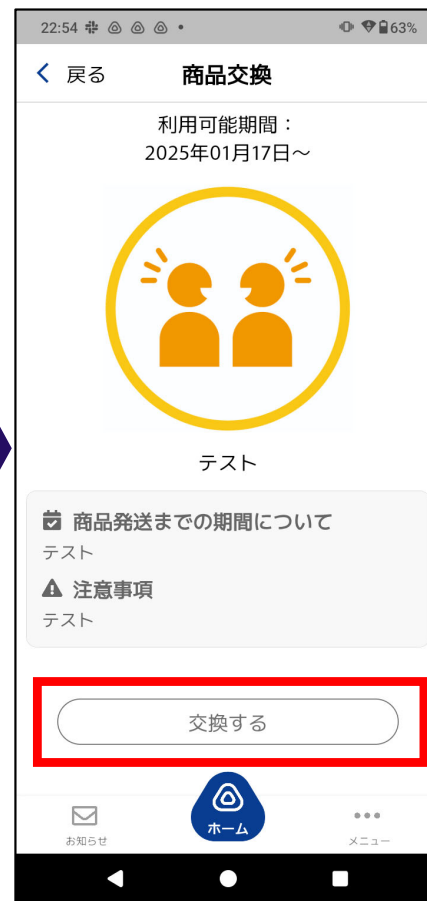 22:54
63%
戻る
商品交換
利用可能期間：
2025年01月17日～
テスト
商品発送までの期間について
テスト
注意事項
テスト
交換する
お知らせ
ホーム
メニュー